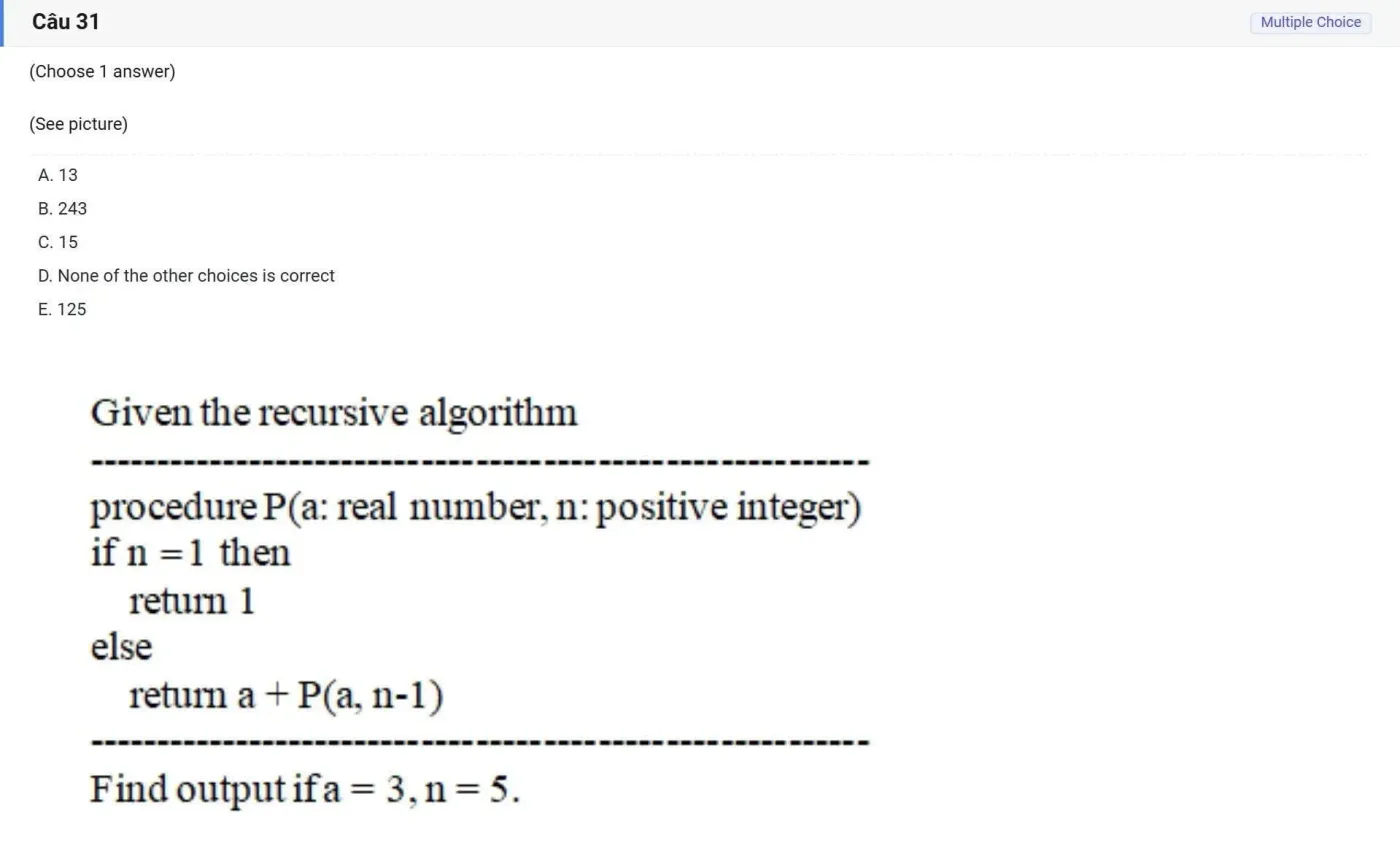 Câu 31
Multiple Choice
(Choose 1 answer)
(See picture)
A. 13
B. 243
C. 15
D. None of the other choices is correct
E. 125
Given the recursive algorithm
------------------------------------------------------------
procedure P(a: real number, n: positive integer)
if n =1 then
return 1
else
return a + P(a, n-1)
------------------------------------------------------------
Find output if a = 3, n = 5.